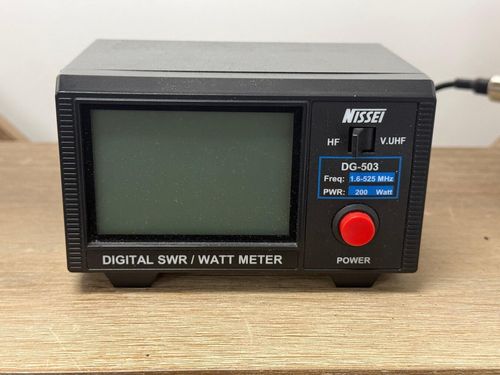 NISSEI
HF V.UHF
DG-503
Freq: 1.6-525 MHz
PWR: 200 Watt
POWER
DIGITAL SWR / WATT METER